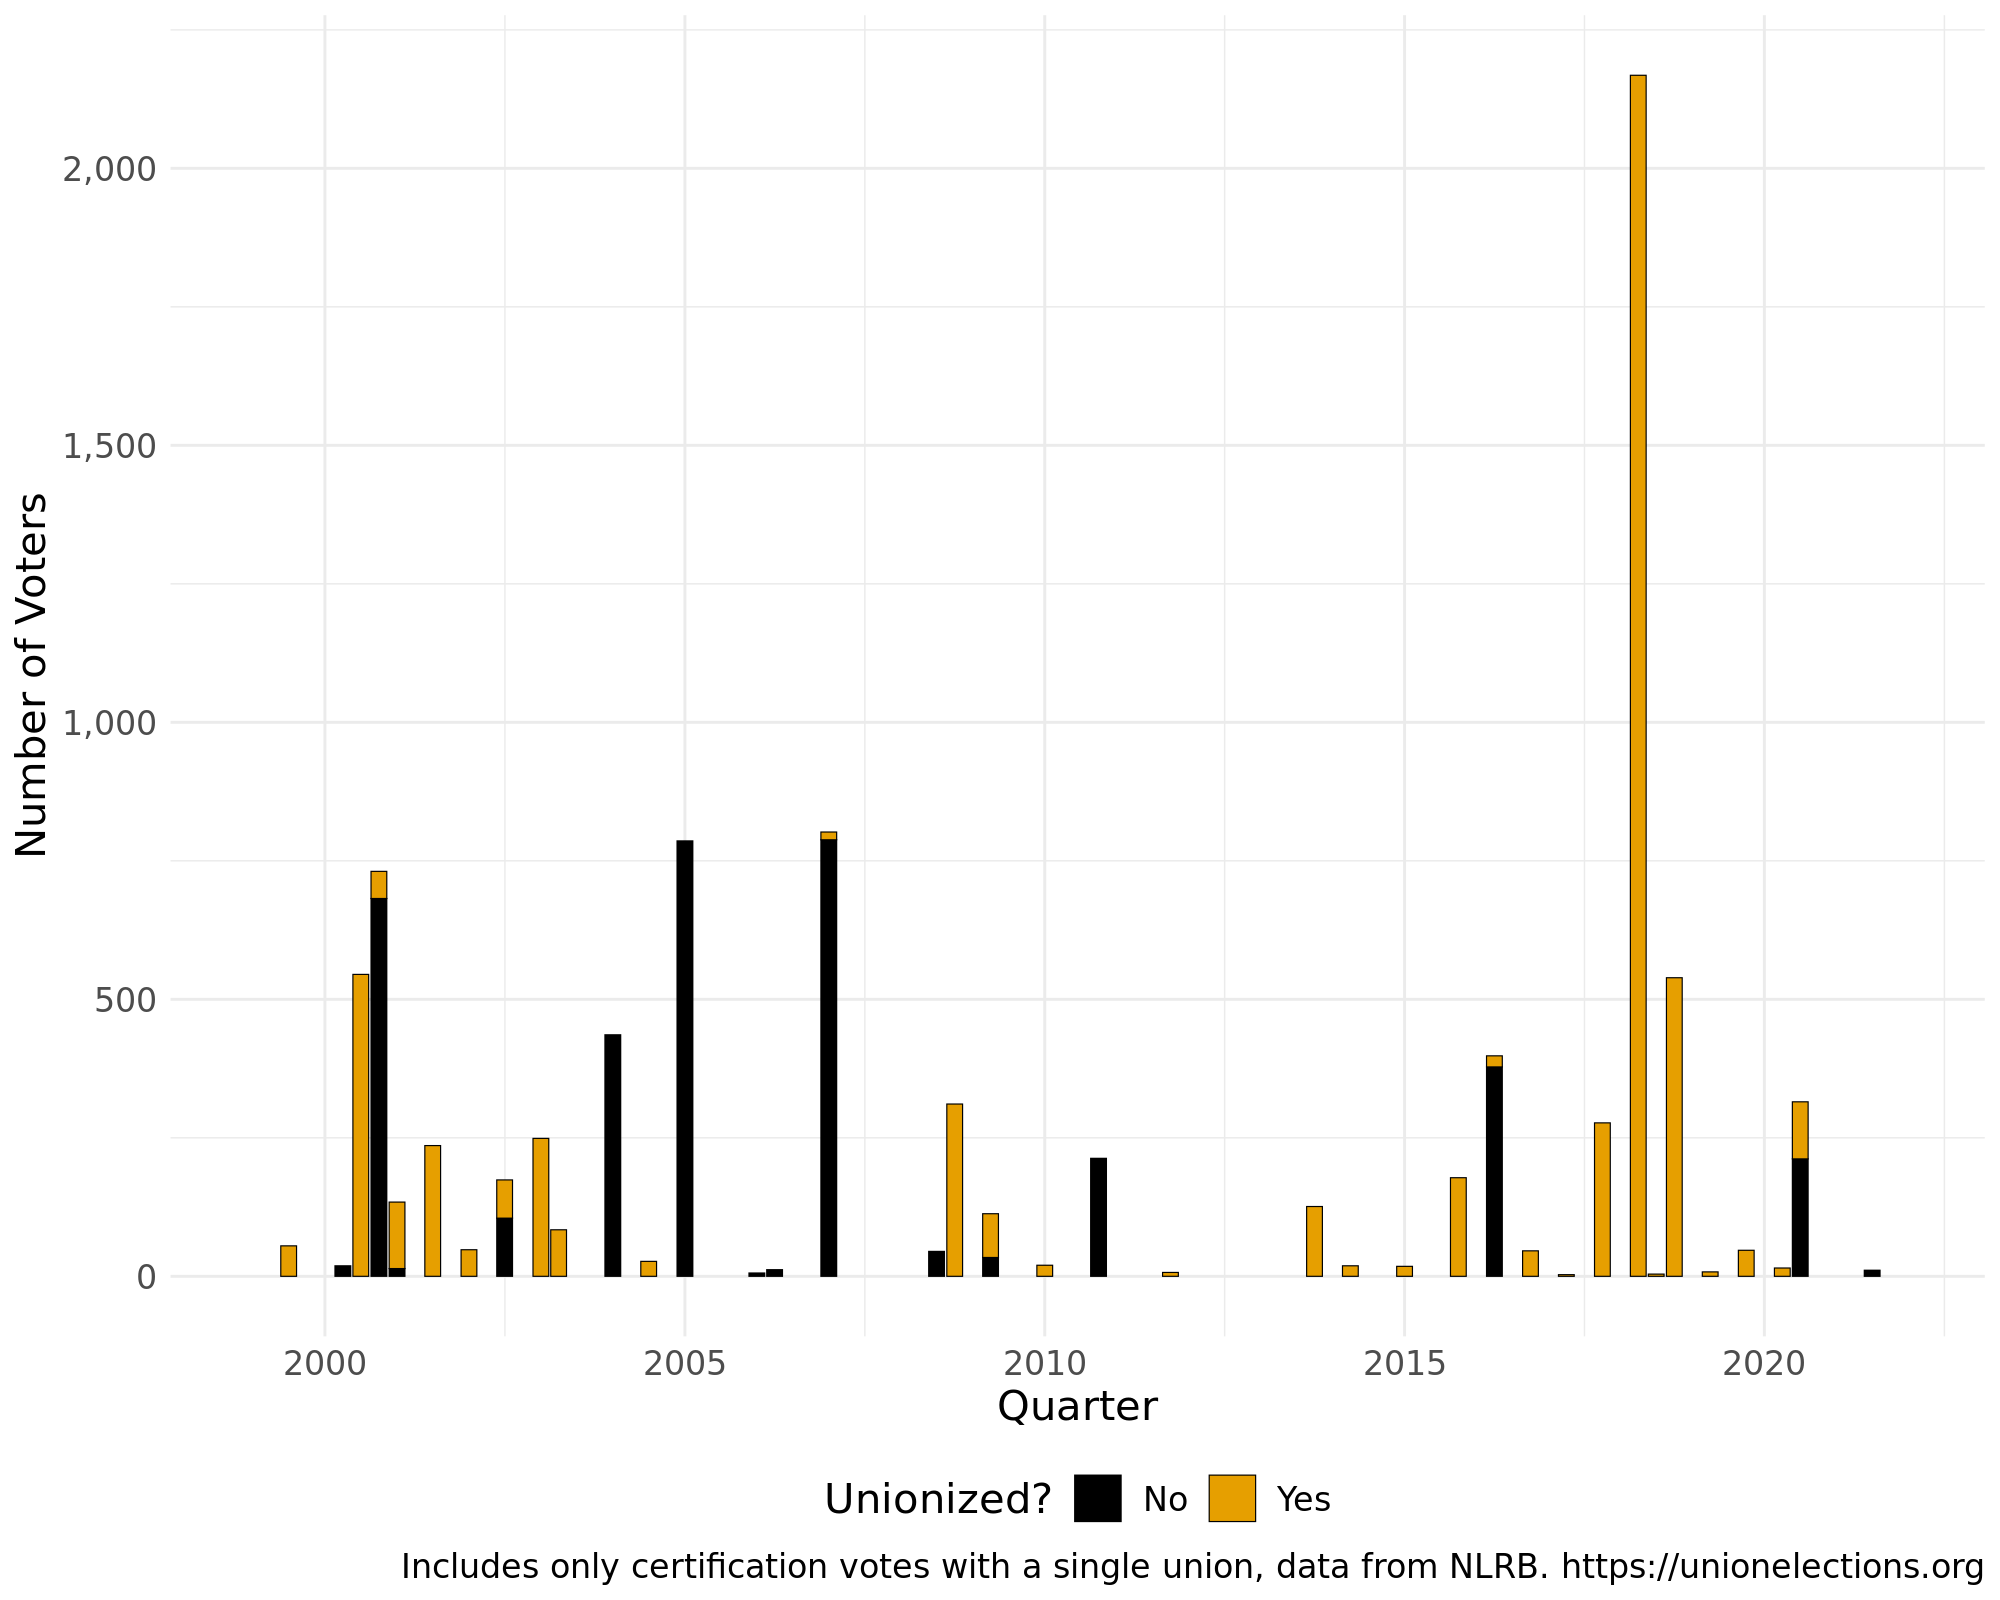 Number of Voters
2,000
1,500
1,000
500
0
2000 2005 2010 2015 2020
Quarter
Unionized? No Yes
Includes only certification votes with a single union, data from NLRB. https://unionelections.org